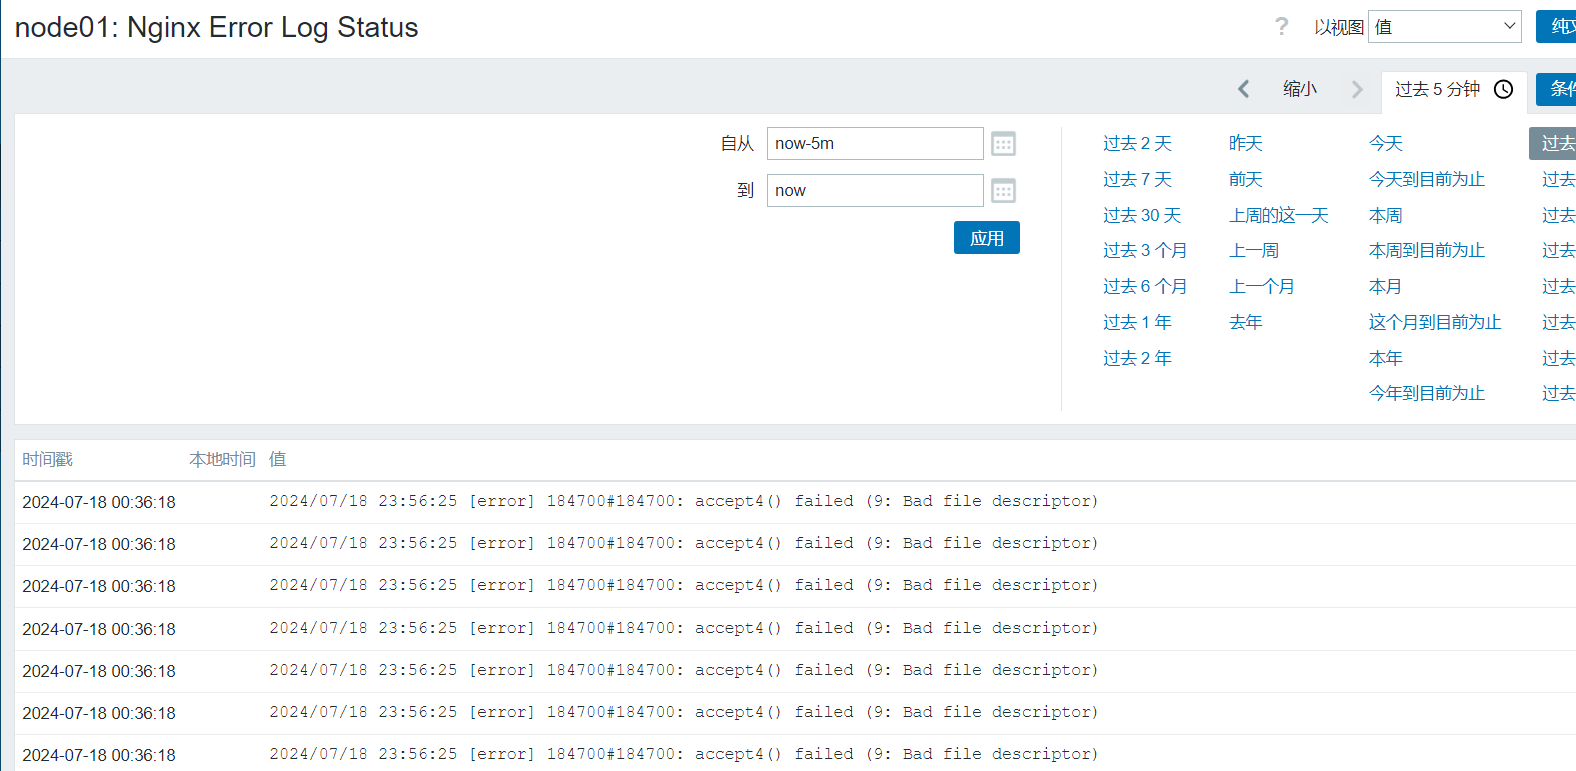 node01: Nginx Error Log Status
? 以视图 值
缩小 过去 5 分钟
自从 now-5m
到 now
应用
过去 2 天 昨天 今天 过去
过去 7 天 前天 今天到目前为止 过去
过去 30 天 上周的这一天 本周 过去
过去 3 个月 上一周 本周到目前为止 过去
过去 6 个月 上一个月 本月 过去
过去 1 年 去年 这个月到目前为止 过去
过去 2 年 本年 过去
今年到目前为止 过去
时间戳 本地时间 值
2024-07-18 00:36:18 2024/07/18 23:56:25 [error] 184700#184700: accept4() failed (9: Bad file descriptor)
2024-07-18 00:36:18 2024/07/18 23:56:25 [error] 184700#184700: accept4() failed (9: Bad file descriptor)
2024-07-18 00:36:18 2024/07/18 23:56:25 [error] 184700#184700: accept4() failed (9: Bad file descriptor)
2024-07-18 00:36:18 2024/07/18 23:56:25 [error] 184700#184700: accept4() failed (9: Bad file descriptor)
2024-07-18 00:36:18 2024/07/18 23:56:25 [error] 184700#184700: accept4() failed (9: Bad file descriptor)
2024-07-18 00:36:18 2024/07/18 23:56:25 [error] 184700#184700: accept4() failed (9: Bad file descriptor)
2024-07-18 00:36:18 2024/07/18 23:56:25 [error] 184700#184700: accept4() failed (9: Bad file descriptor)